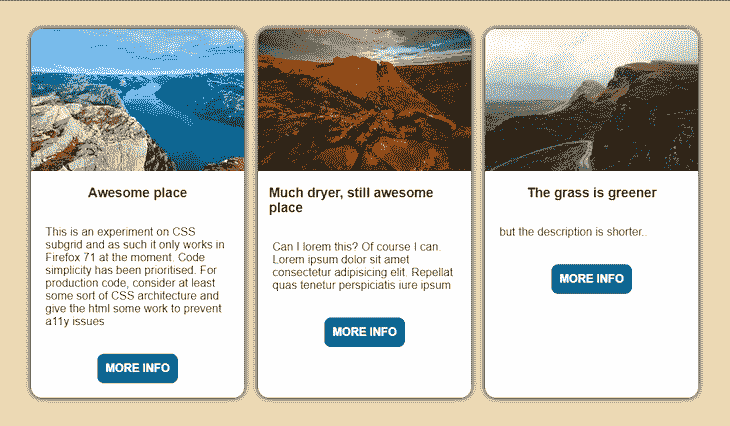 Awesome place
This is an experiment on CSS
subgrid and as such it only works in
Firefox 71 at the moment. Code
simplicity has been prioritised. For
production code, consider at least
some sort of CSS architecture and
give the html some work to prevent
a11y issues
MORE INFO
Much dryer, still awesome
place
Can I lorem this? Of course I can.
Lorem ipsum dolor sit amet
consectetur adipisicing elit. Repellat
quas tenetur perspiciatis iure ipsum
MORE INFO
The grass is greener
but the description is shorter..
MORE INFO